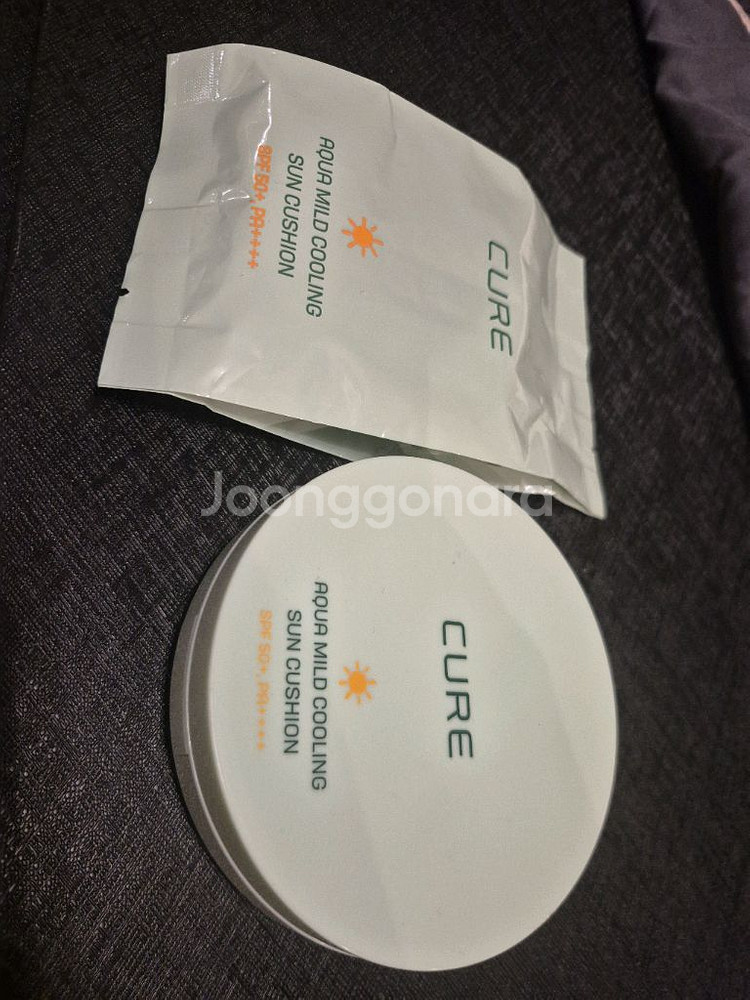 CURE
AQUA MILD COOLING
SUN CUSHION
SPF 50+, PA++++
Joonggonara
CURE
AQUA MILD COOLING
SUN CUSHION
SPF 50+, PA++++